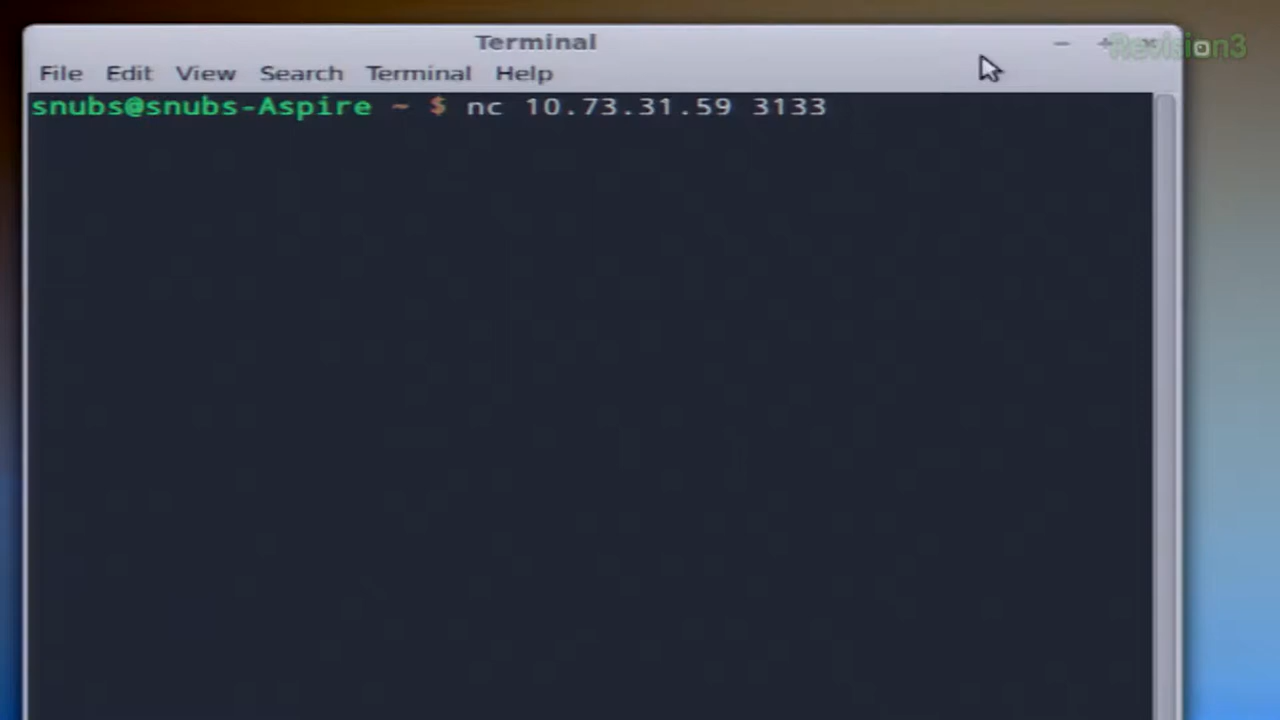 Terminal
Revision3
File Edit View Search Terminal Help
snubs@snubs-Aspire ~ $ nc 10.73.31.59 3133